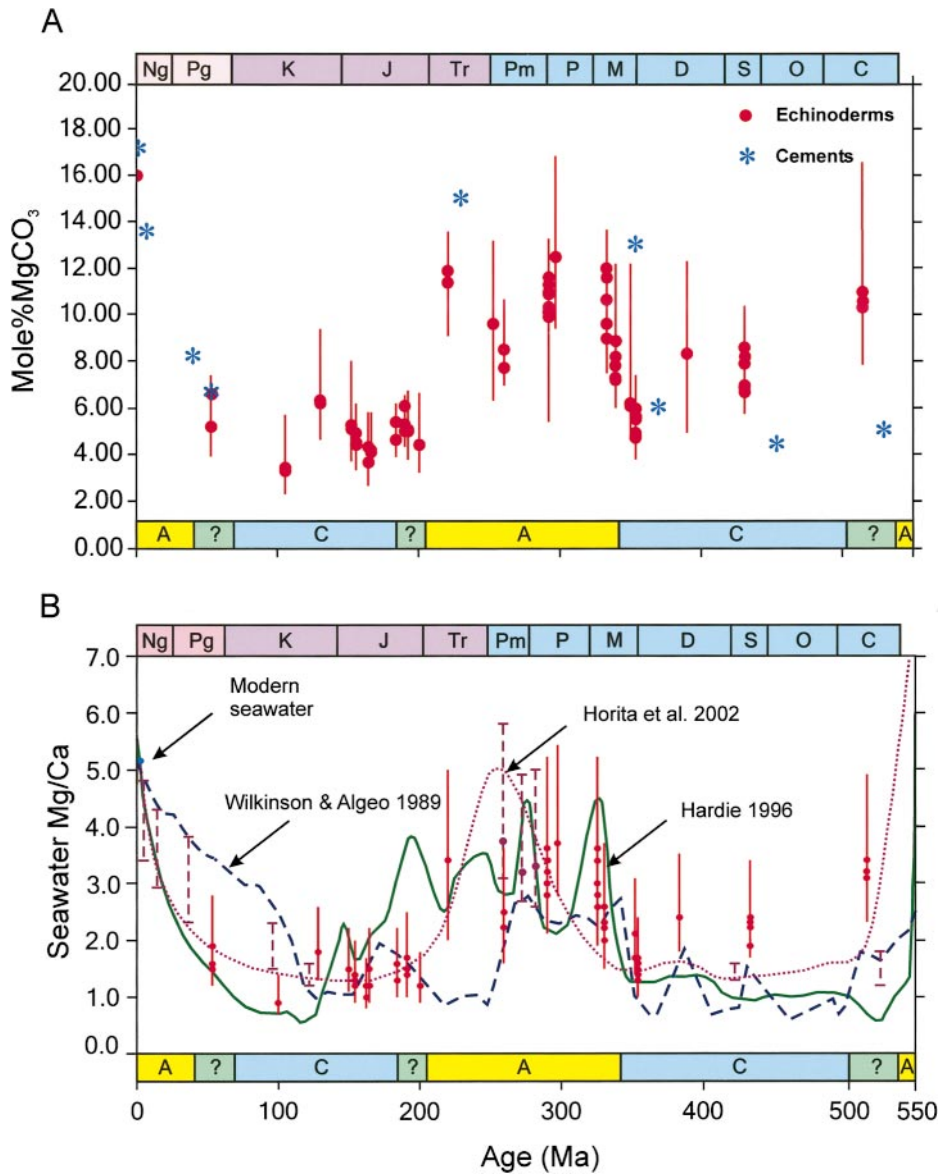 A
Ng Pg K J Tr Pm P M D S O C
20.00
18.00
16.00
14.00
12.00
10.00
8.00
6.00
4.00
2.00
0.00
Mole%MgCO₃
Echinoderms
Cements
A ? C ? A C ? A
B
Ng Pg K J Tr Pm P M D S O C
7.0
6.0
5.0
4.0
3.0
2.0
1.0
0.0
Seawater Mg/Ca
Modern
seawater
Horita et al. 2002
Wilkinson & Algeo 1989
Hardie 1996
A ? C ? A C ? A
0 100 200 300 400 500 550
Age (Ma)